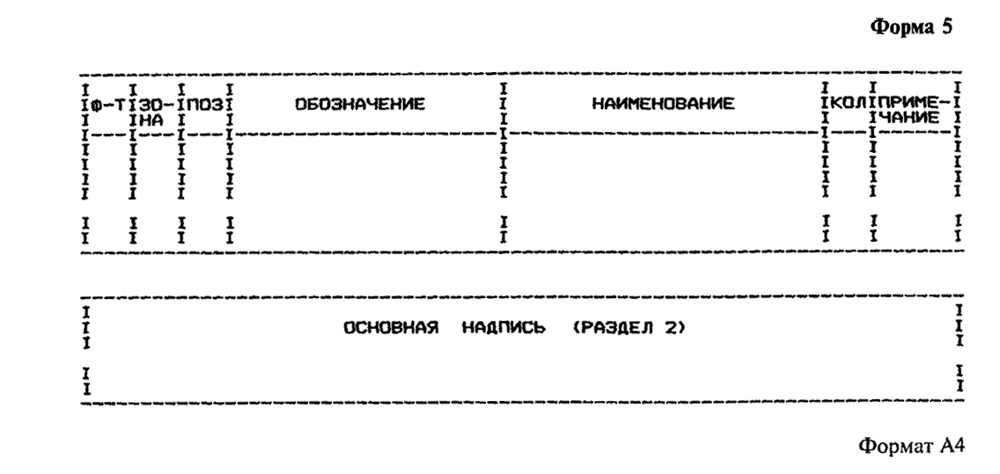 Форма 5
Ф-Т ЗО- ПОЗ ОБОЗНАЧЕНИЕ НАИМЕНОВАНИЕ КОЛ ПРИМЕ-
НА ЧАНИЕ
ОСНОВНАЯ НАДПИСЬ (РАЗДЕЛ 2)
Формат А4